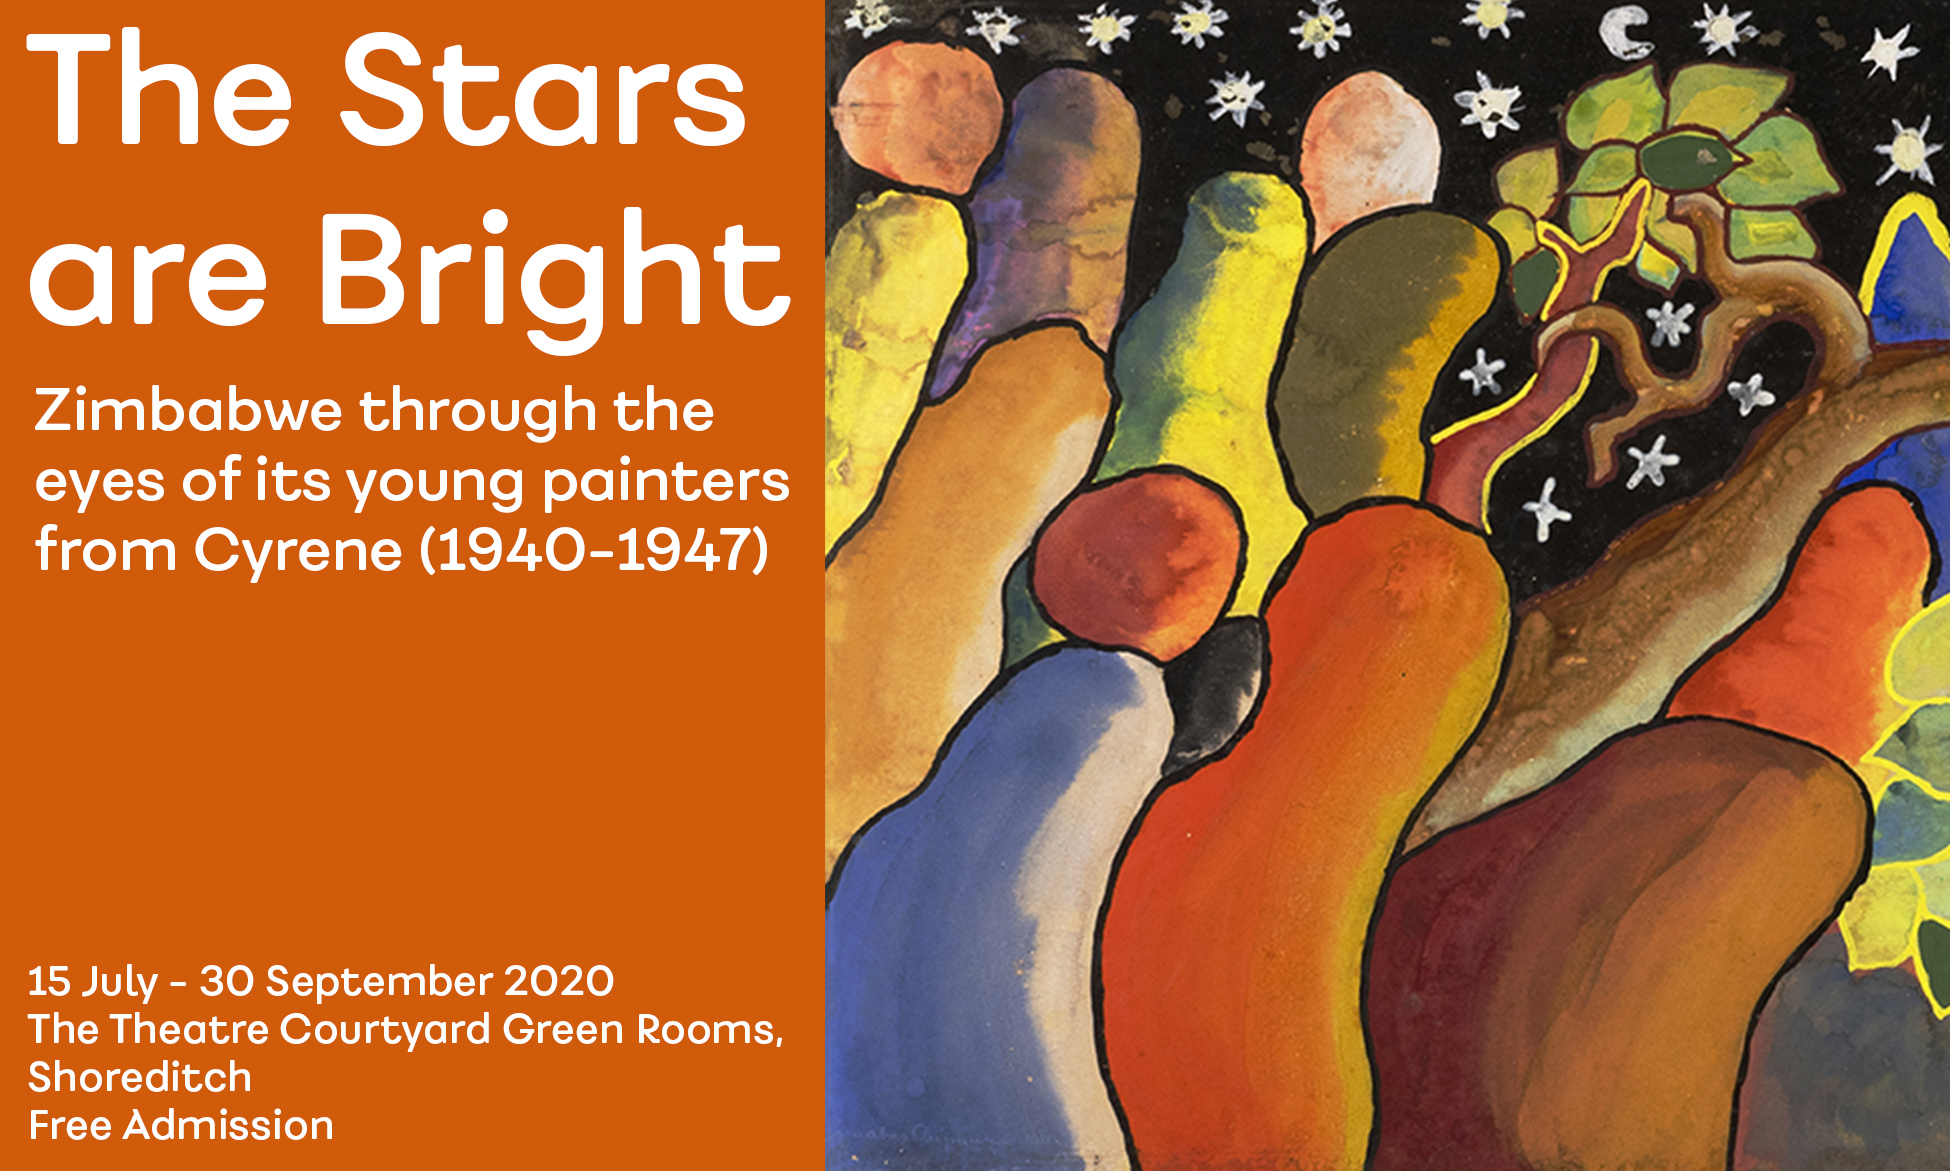 The Stars
are Bright
Zimbabwe through the
eyes of its young painters
from Cyrene (1940-1947)
15 July - 30 September 2020
The Theatre Courtyard Green Rooms,
Shoreditch
Free Admission